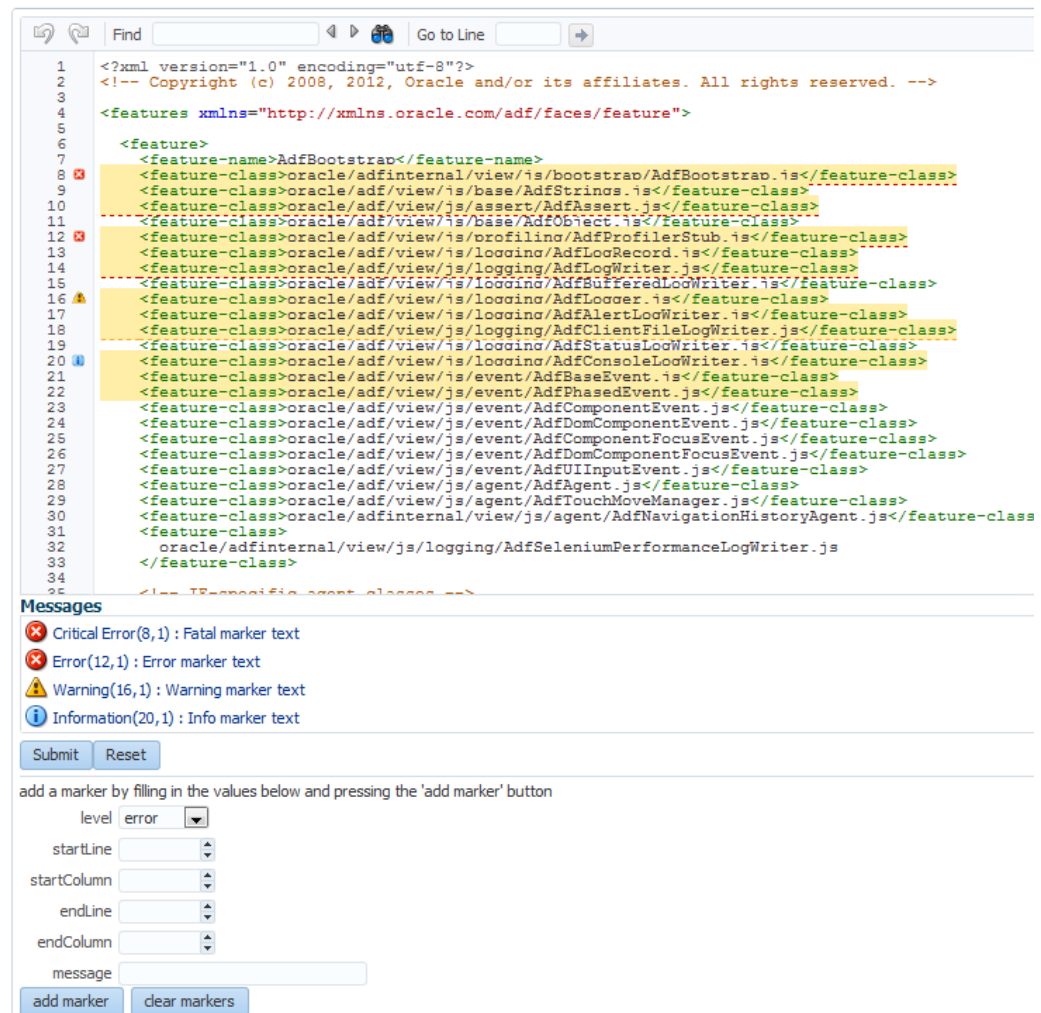 Find Go to Line
1 <?xml version="1.0" encoding="utf-8"?>
2 <!-- Copyright (c) 2008, 2012, Oracle and/or its affiliates. All rights reserved. -->
3
4 <features xmlns="http://xmlns.oracle.com/adf/faces/feature">
5
6 <feature>
7 <feature-name>AdfBootstrap</feature-name>
8 <feature-class>oracle/adfinternal/view/js/bootstrap/AdfBootstrap.js</feature-class>
9 <feature-class>oracle/adf/view/js/base/AdfStrings.js</feature-class>
10 <feature-class>oracle/adf/view/js/assert/AdfAssert.js</feature-class>
11 <feature-class>oracle/adf/view/js/base/AdfObject.js</feature-class>
12 <feature-class>oracle/adf/view/js/profiling/AdfProfilerStub.js</feature-class>
13 <feature-class>oracle/adf/view/js/logging/AdfLogRecord.js</feature-class>
14 <feature-class>oracle/adf/view/js/logging/AdfLogWriter.js</feature-class>
15 <feature-class>oracle/adf/view/js/logging/AdfBufferedLogWriter.js</feature-class>
16 <feature-class>oracle/adf/view/js/logging/AdfLogger.js</feature-class>
17 <feature-class>oracle/adf/view/js/logging/AdfAlertLogWriter.js</feature-class>
18 <feature-class>oracle/adf/view/js/logging/AdfClientFileLogWriter.js</feature-class>
19 <feature-class>oracle/adf/view/js/logging/AdfStatusLogWriter.js</feature-class>
20 <feature-class>oracle/adf/view/js/logging/AdfConsoleLogWriter.js</feature-class>
21 <feature-class>oracle/adf/view/js/event/AdfBaseEvent.js</feature-class>
22 <feature-class>oracle/adf/view/js/event/AdfPhasedEvent.js</feature-class>
23 <feature-class>oracle/adf/view/js/event/AdfComponentEvent.js</feature-class>
24 <feature-class>oracle/adf/view/js/event/AdfDomComponentEvent.js</feature-class>
25 <feature-class>oracle/adf/view/js/event/AdfComponentFocusEvent.js</feature-class>
26 <feature-class>oracle/adf/view/js/event/AdfDomComponentFocusEvent.js</feature-class>
27 <feature-class>oracle/adf/view/js/event/AdfUIInputEvent.js</feature-class>
28 <feature-class>oracle/adf/view/js/agent/AdfAgent.js</feature-class>
29 <feature-class>oracle/adf/view/js/agent/AdfTouchMoveManager.js</feature-class>
30 <feature-class>oracle/adfinternal/view/js/agent/AdfNavigationHistoryAgent.js</feature-class
31 <feature-class>
32 oracle/adfinternal/view/js/logging/AdfSeleniumPerformanceLogWriter.js
33 </feature-class>
34
35 <!-- IE-specific agent classes -->
Messages
Critical Error(8,1) : Fatal marker text
Error(12,1) : Error marker text
Warning(16,1) : Warning marker text
Information(20,1) : Info marker text
Submit Reset
add a marker by filling in the values below and pressing the 'add marker' button
level error
startLine
startColumn
endLine
endColumn
message
add marker clear markers